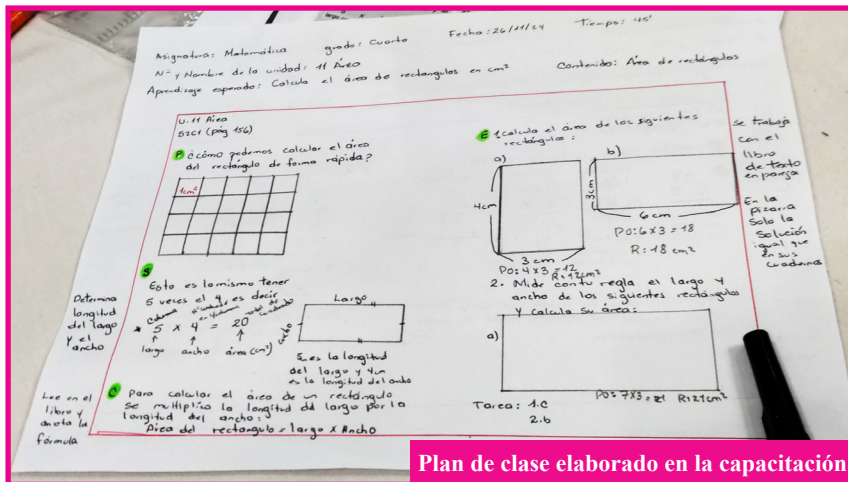 Asignatura: Matemática grado: Cuarto Fecha: 26/11/24 Tiempo: 45'
Nº y Nombre de la unidad: 11 Área Contenido: Área de rectángulos
Aprendizaje esperado: Calcula el área de rectangulos en cm²
U. 11 Área
S2C1 (pág 156)
P ¿cómo podemos calcular el área
del rectángulo de forma rápida?
1cm²
S
Esto es lo mismo tener
5 veces el 4, es decir
Columna
* 5 x 4 = 20
largo ancho área (cm²)
Determina
longitud
del largo
y el
ancho
Largo
ancho
5 es la longitud
del largo y 4
es la longitud del ancho
C Para calcular el área de un rectángulo
se multiplica la longitud del largo por la
longitud del ancho:
Área del rectangulo = largo x Ancho
Lee en el
libro y
anota la
fórmula
E 1. Calcula el área de los siguientes
rectángulos:
a)
4cm
3 cm
PO: 4 x 3 = 12
R: 12cm²
b)
3cm
6 cm
PO: 6 x 3 = 18
R: 18 cm²
2. Mide con tu regla el largo y
ancho de los siguientes rectángulos
y calcula su área:
a)
PO: 7x3 = 21 R: 21cm²
Tarea: 1.c
2.b
se trabaja
con el
libro
de texto
en pareja
En la
pizarra
solo la
solución
igual que
en sus
cuadernos
Plan de clase elaborado en la capacitación